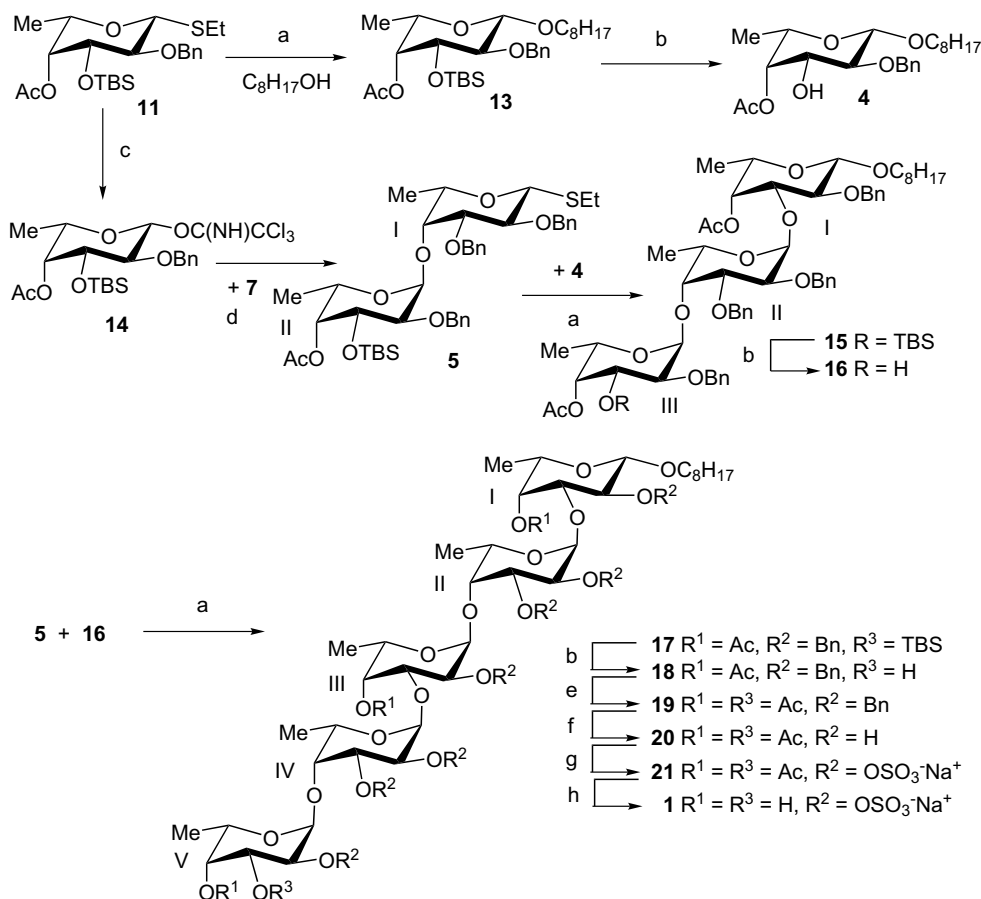 Me
O
SEt
OBn
OTBS
AcO
11
a
C8H17OH
Me
O
OC8H17
OBn
OTBS
AcO
13
b
Me
O
OC8H17
OBn
OH
AcO
4
c
Me
O
OC(NH)CCl3
OBn
OTBS
AcO
14
+ 7
d
Me
O
SEt
I
OBn
OBn
O
Me
O
II
OBn
OTBS
AcO
5
+ 4
a
Me
O
OC8H17
OBn
AcO
O
I
Me
O
OBn
OBn
II
O
Me
O
OBn
OR
AcO
III
b
15 R = TBS
16 R = H
5 + 16
a
Me
O
OC8H17
I
OR2
OR1
O
Me
O
II
OR2
OR2
O
Me
O
III
OR2
OR1
O
Me
O
IV
OR2
OR2
O
Me
O
V
OR2
OR1
OR3
17 R1 = Ac, R2 = Bn, R3 = TBS
b
18 R1 = Ac, R2 = Bn, R3 = H
e
19 R1 = R3 = Ac, R2 = Bn
f
20 R1 = R3 = Ac, R2 = H
g
21 R1 = R3 = Ac, R2 = OSO3-Na+
h
1 R1 = R3 = H, R2 = OSO3-Na+